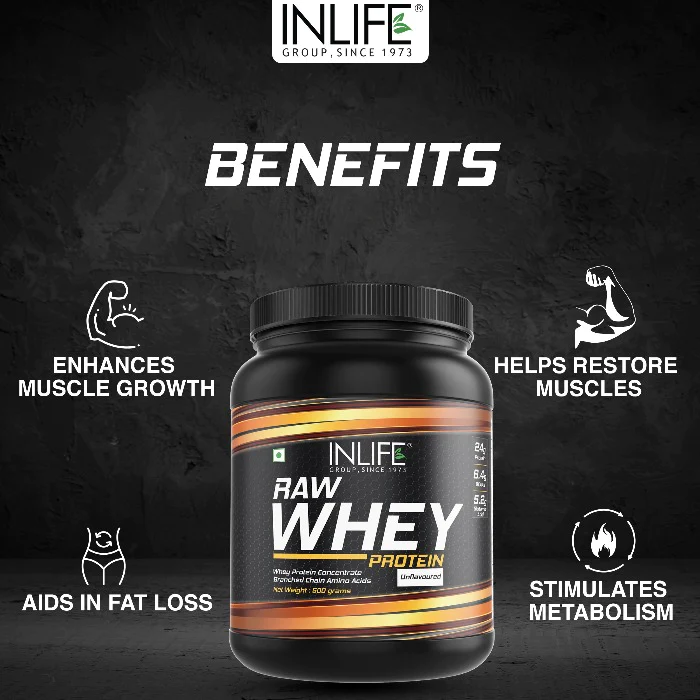 INLIFE®
GROUP, SINCE 1973
BENEFITS
ENHANCES
MUSCLE GROWTH
HELPS RESTORE
MUSCLES
INLIFE®
GROUP, SINCE 1973
24g
Protein
5.2g
RAW
WHEY
PROTEIN
Whey Protein Concentrate
Branched Chain Amino Acids
Unflavoured
Net Weight : 500 grams
AIDS IN FAT LOSS
STIMULATES
METABOLISM